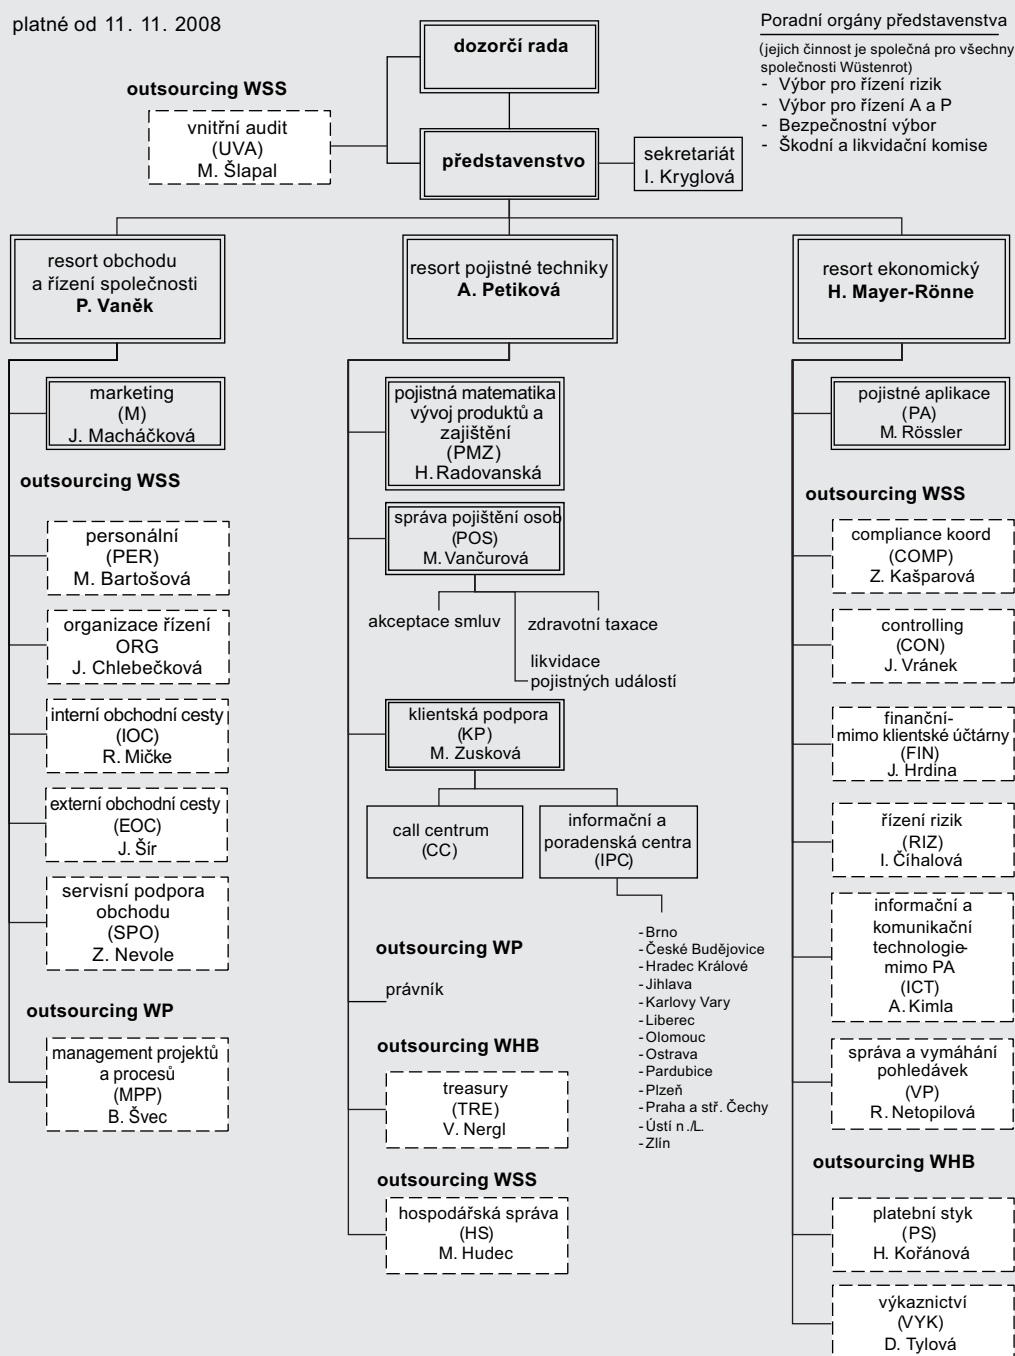 platné od 11. 11. 2008
Poradní orgány představenstva
(jejich činnost je společná pro všechny
společnosti Wüstenrot)
- Výbor pro řízení rizik
- Výbor pro řízení A a P
- Bezpečnostní výbor
- Škodní a likvidační komise
dozorčí rada
outsourcing WSS
vnitřní audit
(UVA)
M. Šlapal
představenstvo
sekretariát
I. Kryglová
resort obchodu
a řízení společnosti
P. Vaněk
resort pojistné techniky
A. Petiková
resort ekonomický
H. Mayer-Rönne
marketing
(M)
J. Macháčková
outsourcing WSS
personální
(PER)
M. Bartošová
organizace řízení
ORG
J. Chlebečková
interní obchodní cesty
(IOC)
R. Mičke
externí obchodní cesty
(EOC)
J. Šír
servisní podpora
obchodu
(SPO)
Z. Nevole
outsourcing WP
management projektů
a procesů
(MPP)
B. Švec
pojistná matematika
vývoj produktů a
zajištění
(PMZ)
H. Radovanská
správa pojištění osob
(POS)
M. Vančurová
akceptace smluv
zdravotní taxace
likvidace
pojistných událostí
klientská podpora
(KP)
M. Zusková
call centrum
(CC)
informační a
poradenská centra
(IPC)
- Brno
- České Budějovice
- Hradec Králové
- Jihlava
- Karlovy Vary
- Liberec
- Olomouc
- Ostrava
- Pardubice
- Plzeň
- Praha a stř. Čechy
- Ústí n./L.
- Zlín
outsourcing WP
právník
outsourcing WHB
treasury
(TRE)
V. Nergl
outsourcing WSS
hospodářská správa
(HS)
M. Hudec
pojistné aplikace
(PA)
M. Rössler
outsourcing WSS
compliance koord
(COMP)
Z. Kašparová
controlling
(CON)
J. Vránek
finanční-
mimo klientské účtárny
(FIN)
J. Hrdina
řízení rizik
(RIZ)
I. Číhalová
informační a
komunikační
technologie-
mimo PA
(ICT)
A. Kimla
správa a vymáhání
pohledávek
(VP)
R. Netopilová
outsourcing WHB
platební styk
(PS)
H. Kořánová
výkaznictví
(VYK)
D. Tylová